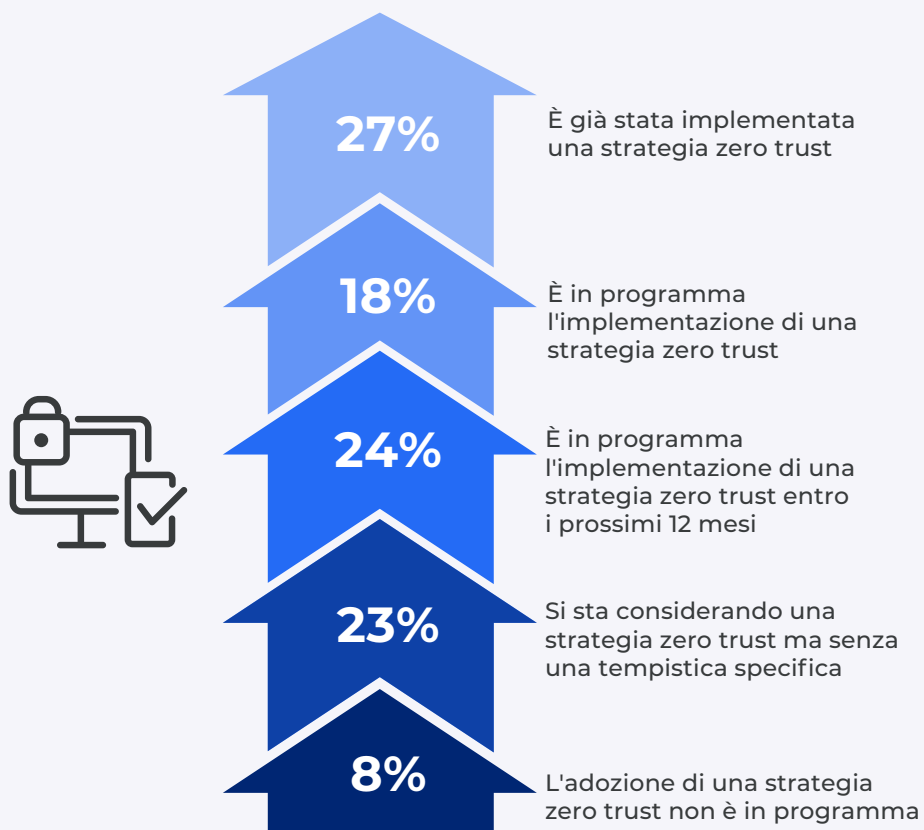 27%
È già stata implementata
una strategia zero trust
18%
È in programma
l'implementazione di una
strategia zero trust
24%
È in programma
l'implementazione di una
strategia zero trust entro
i prossimi 12 mesi
23%
Si sta considerando una
strategia zero trust ma senza
una tempistica specifica
8%
L'adozione di una strategia
zero trust non è in programma